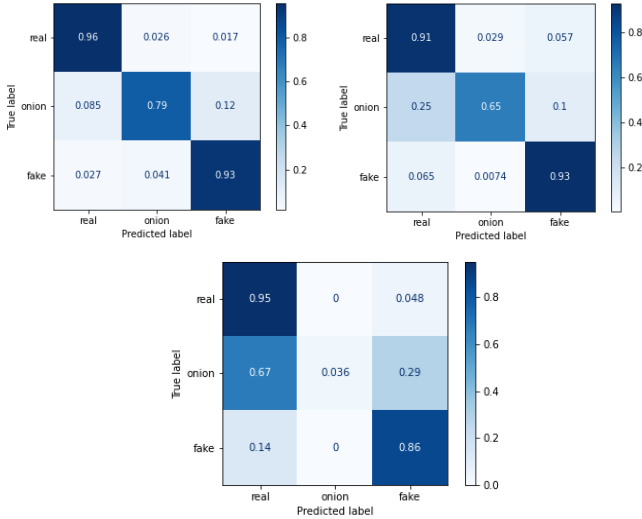 real 0.96 0.026 0.017 0.8
onion 0.085 0.79 0.12 0.6
0.4
fake 0.027 0.041 0.93 0.2
real onion fake
Predicted label
True label
real 0.91 0.029 0.057 0.8
onion 0.25 0.65 0.1 0.6
0.4
fake 0.065 0.0074 0.93 0.2
real onion fake
Predicted label
True label
real 0.95 0 0.048 0.8
0.6
onion 0.67 0.036 0.29 0.4
fake 0.14 0 0.86 0.2
0.0
real onion fake
Predicted label
True label